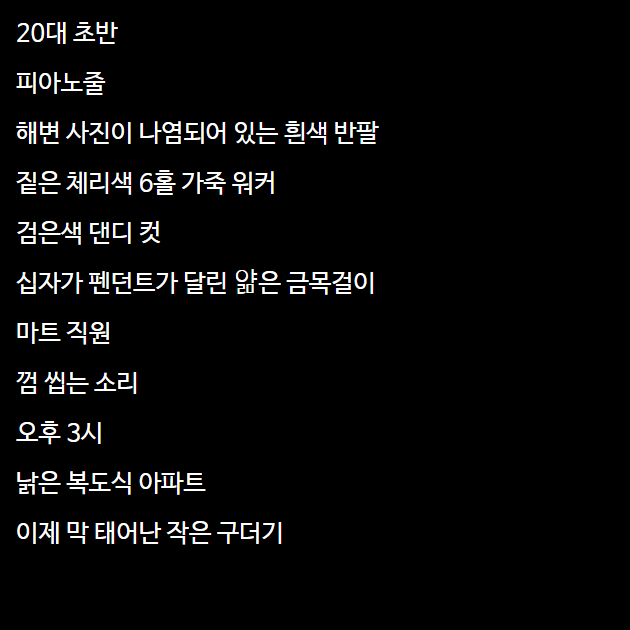 20대 초반
피아노줄
해변 사진이 나염되어 있는 흰색 반팔
짙은 체리색 6홀 가죽 워커
검은색 댄디 컷
십자가 펜던트가 달린 얇은 금목걸이
마트 직원
껌 씹는 소리
오후 3시
낡은 복도식 아파트
이제 막 태어난 작은 구더기